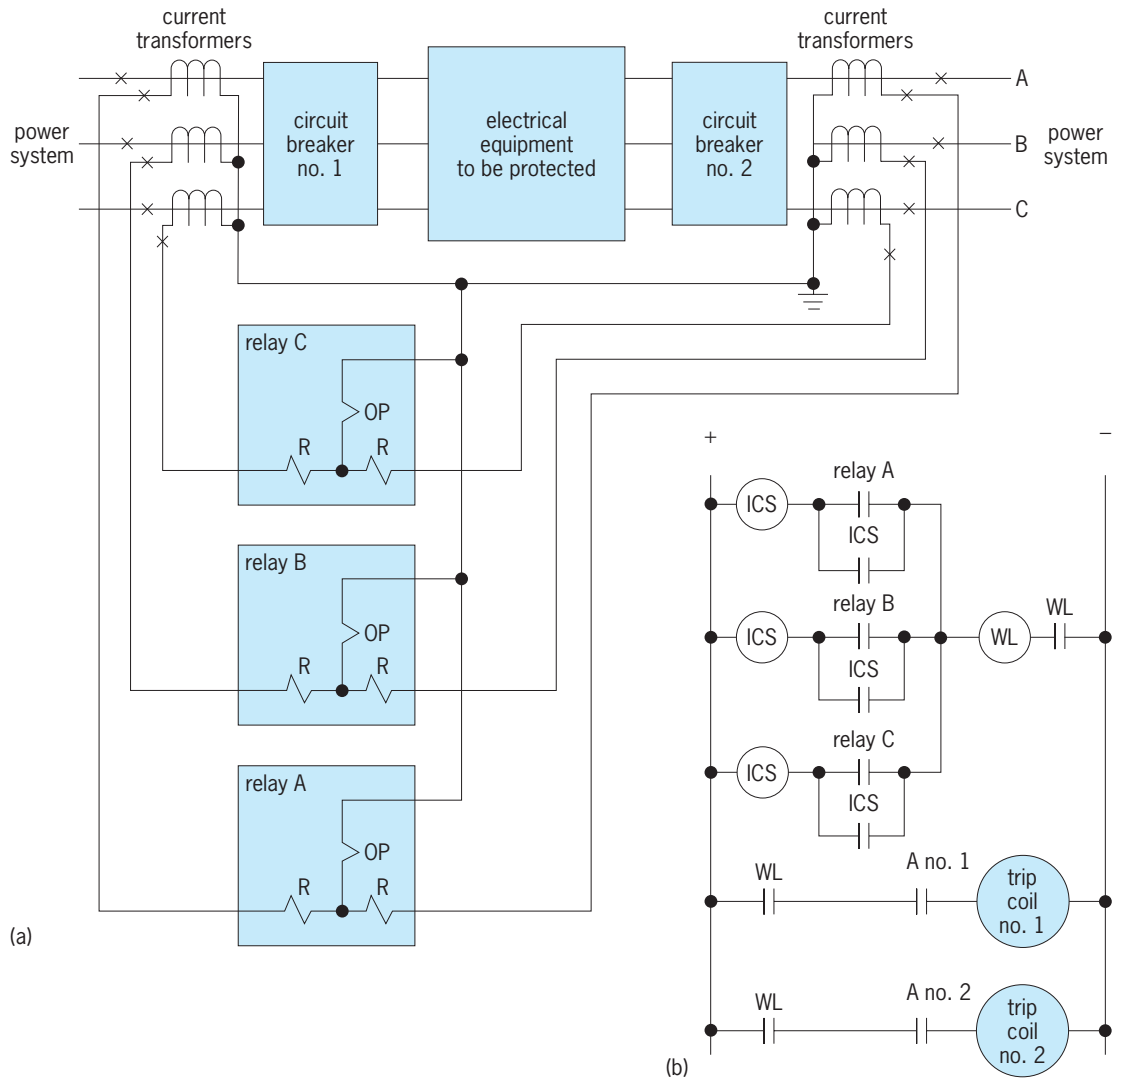 current
transformers
current
transformers
power
system
circuit
breaker
no. 1
electrical
equipment
to be protected
circuit
breaker
no. 2
A
B
C
power
system
relay C
OP
R
R
relay B
OP
R
R
relay A
OP
R
R
(a)
+
−
relay A
ICS
ICS
relay B
ICS
ICS
WL
WL
relay C
ICS
ICS
WL
A no. 1
trip
coil
no. 1
WL
A no. 2
trip
coil
no. 2
(b)